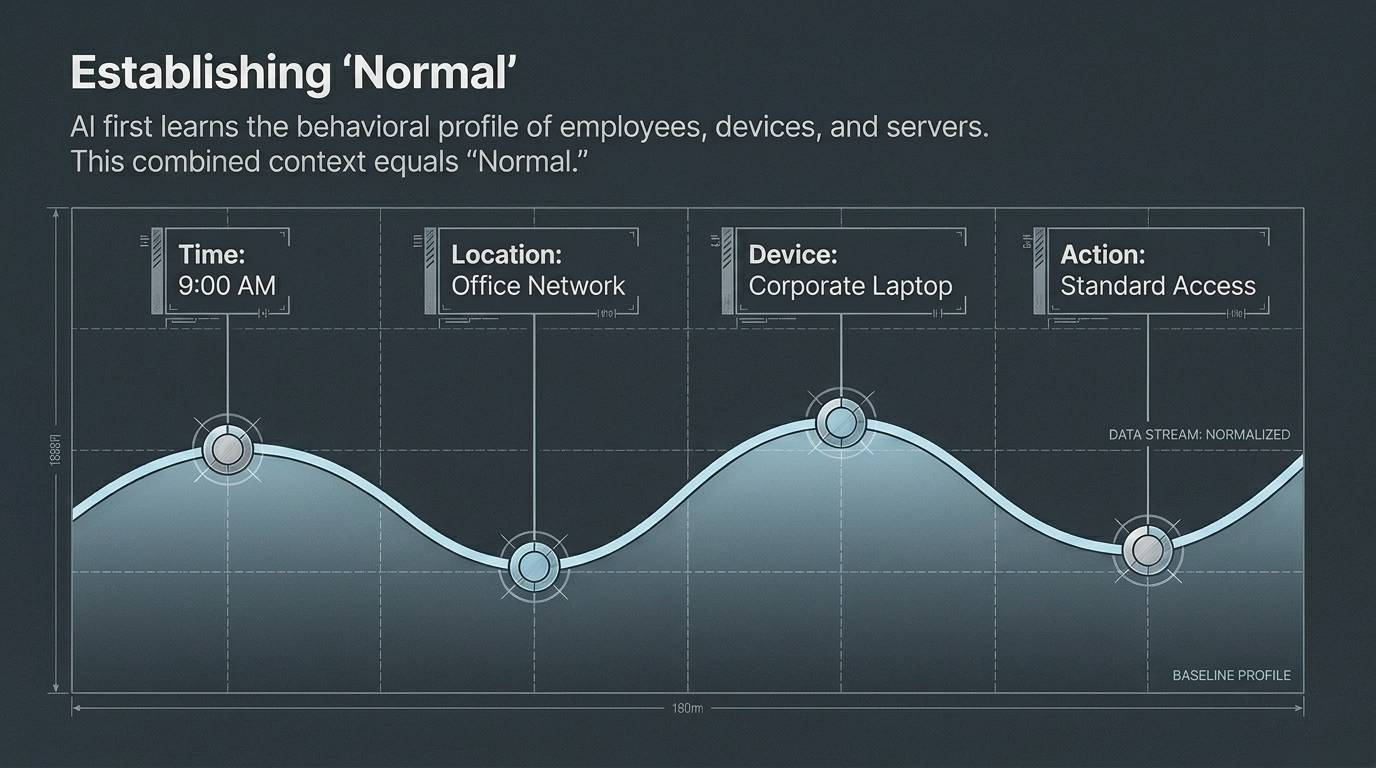 Establishing ‘Normal’
AI first learns the behavioral profile of employees, devices, and servers.
This combined context equals “Normal.”
Time:
9:00 AM
Location:
Office Network
Device:
Corporate Laptop
Action:
Standard Access
DATA STREAM: NORMALIZED
BASELINE PROFILE